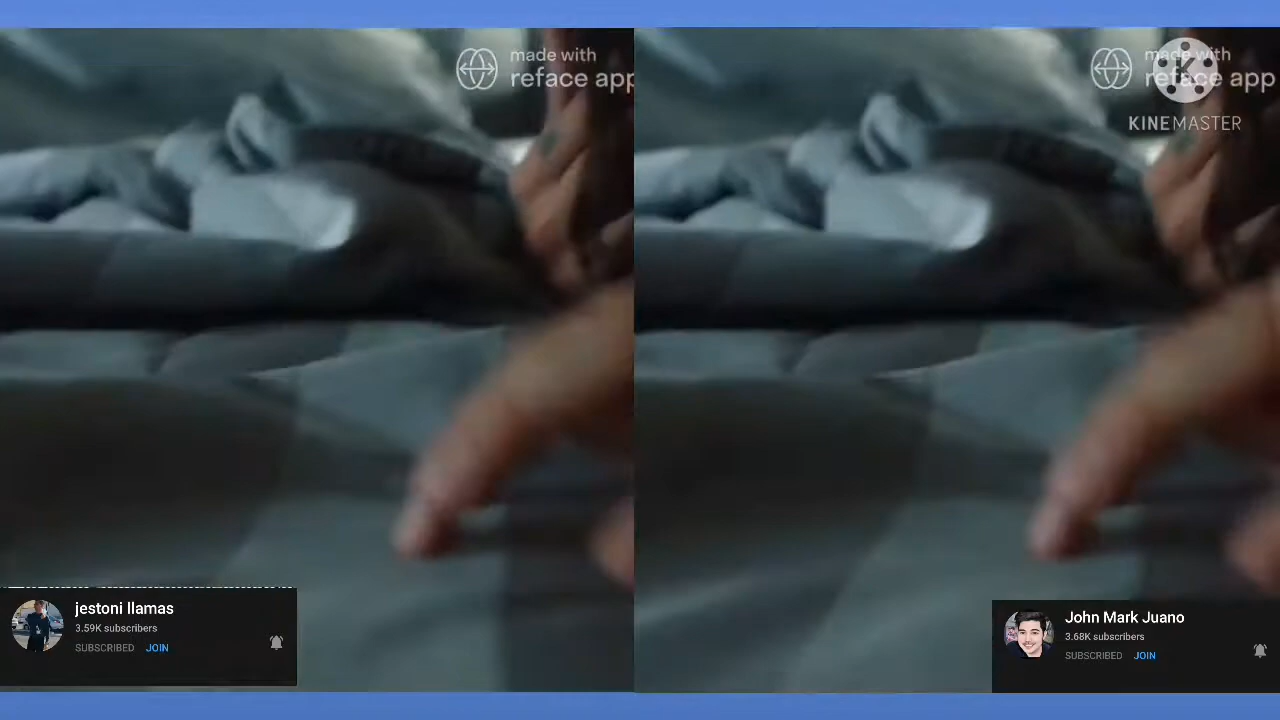 made with
reface app
made with
reface app
KINEMASTER
jestoni llamas
3.59K subscribers
SUBSCRIBED JOIN
John Mark Juano
3.68K subscribers
SUBSCRIBED JOIN